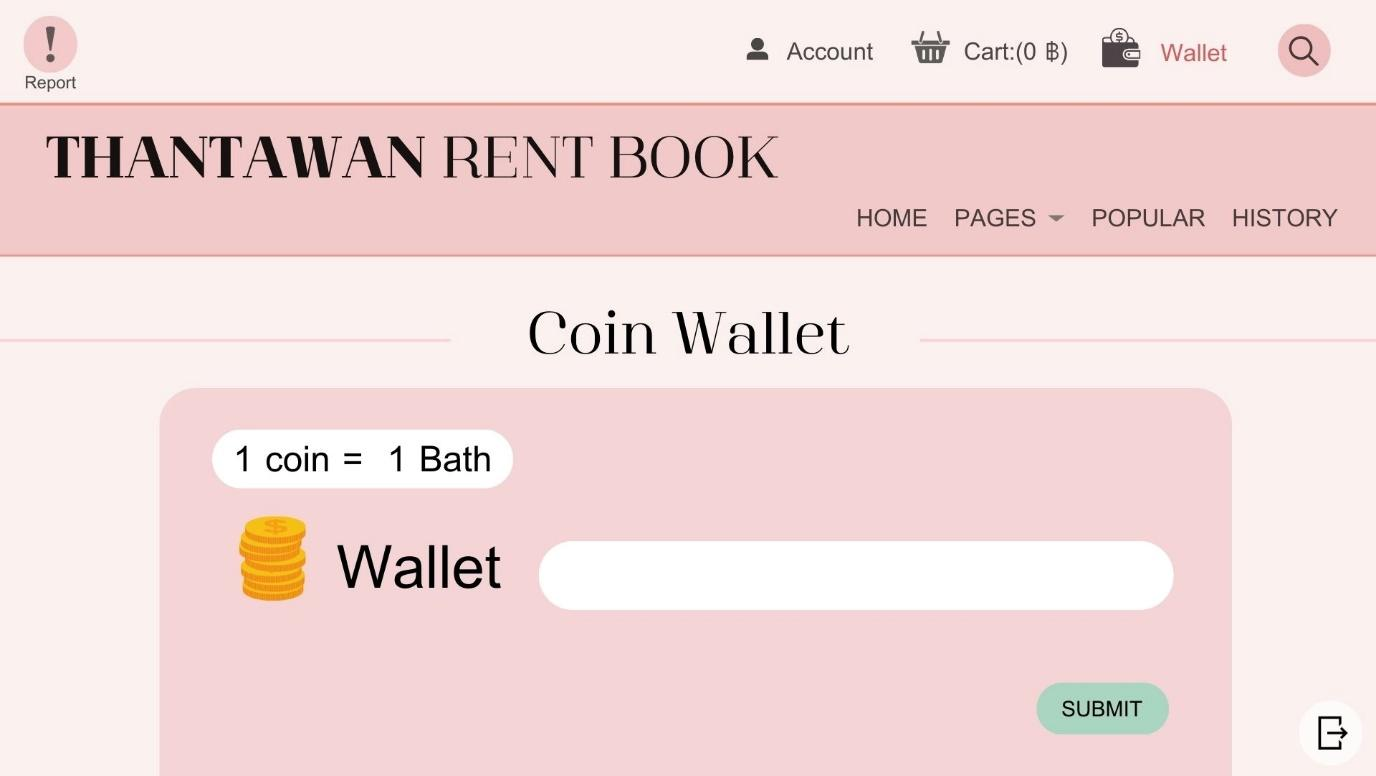 Report
Account
Cart:(0 ฿)
Wallet
THANTAWAN RENT BOOK
HOME
PAGES
POPULAR
HISTORY
Coin Wallet
1 coin = 1 Bath
Wallet
SUBMIT